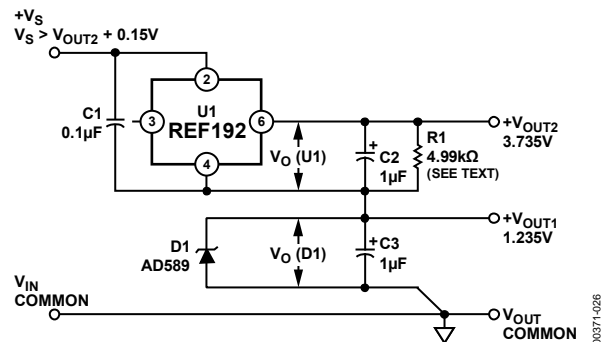 +VS
VS > VOUT2 + 0.15V
C1
0.1µF
2
3
U1
REF192
6
4
VO (U1)
+
C2
1µF
R1
4.99kΩ
(SEE TEXT)
+VOUT2
3.735V
D1
AD589
VO (D1)
+
C3
1µF
+VOUT1
1.235V
VIN
COMMON
VOUT
COMMON
00371-026